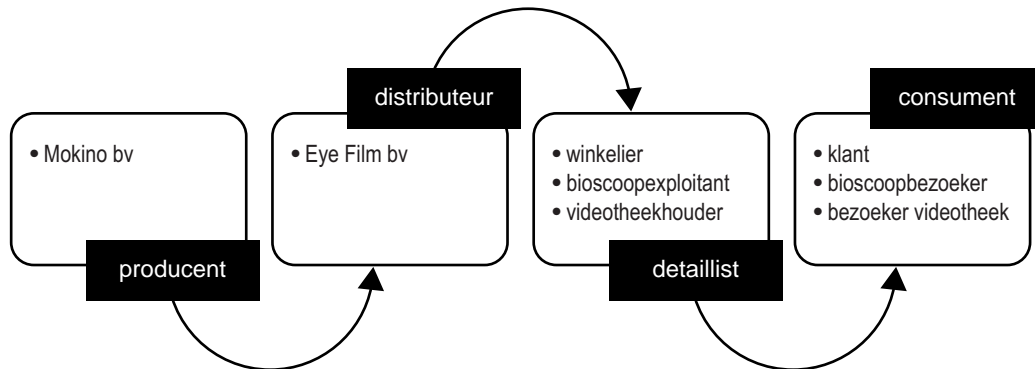 distributeur
consument
• Mokino bv
• Eye Film bv
• winkelier
• bioscoopexploitant
• videotheekhouder
• klant
• bioscoopbezoeker
• bezoeker videotheek
producent
detaillist